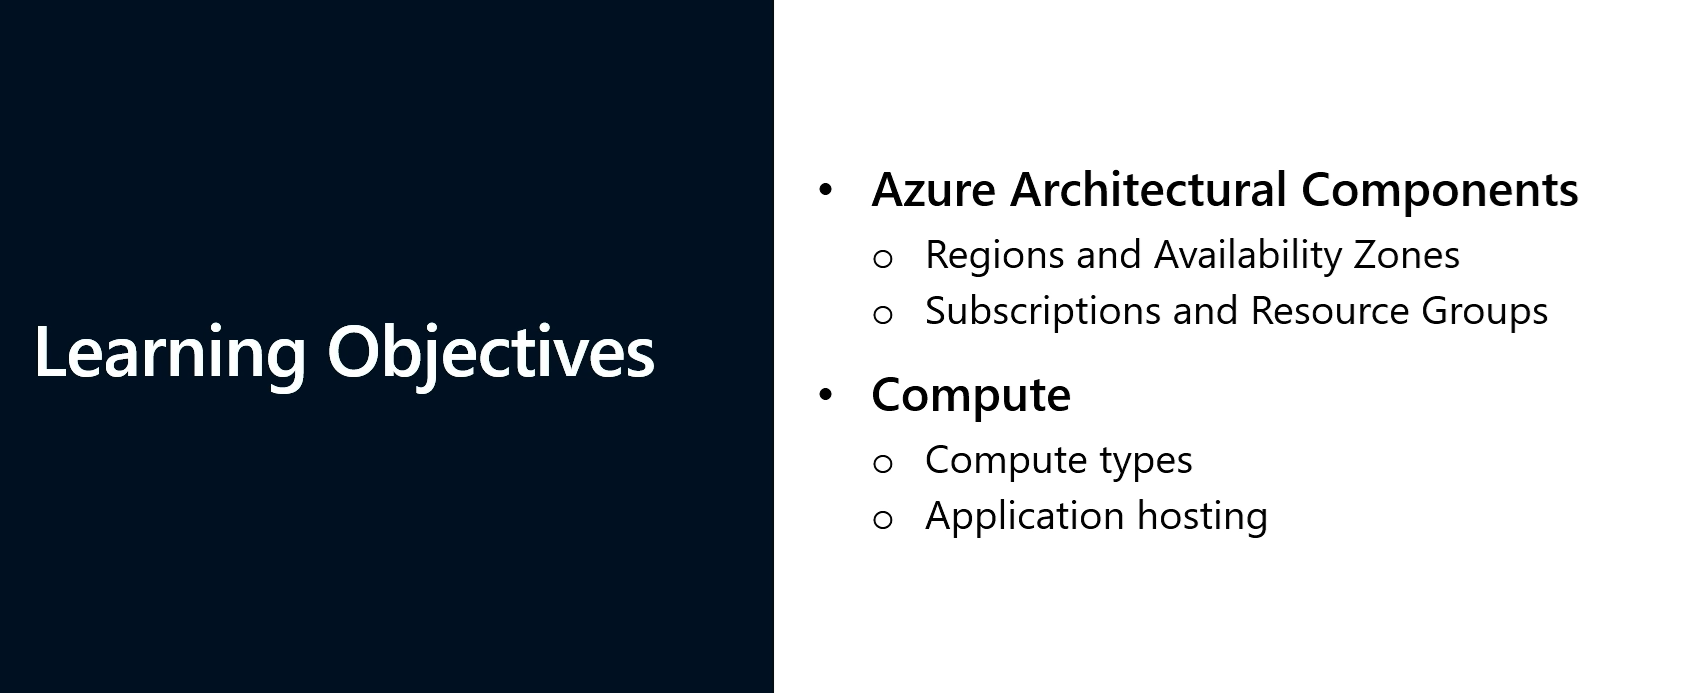 Learning Objectives
• Azure Architectural Components
o Regions and Availability Zones
o Subscriptions and Resource Groups
• Compute
o Compute types
o Application hosting